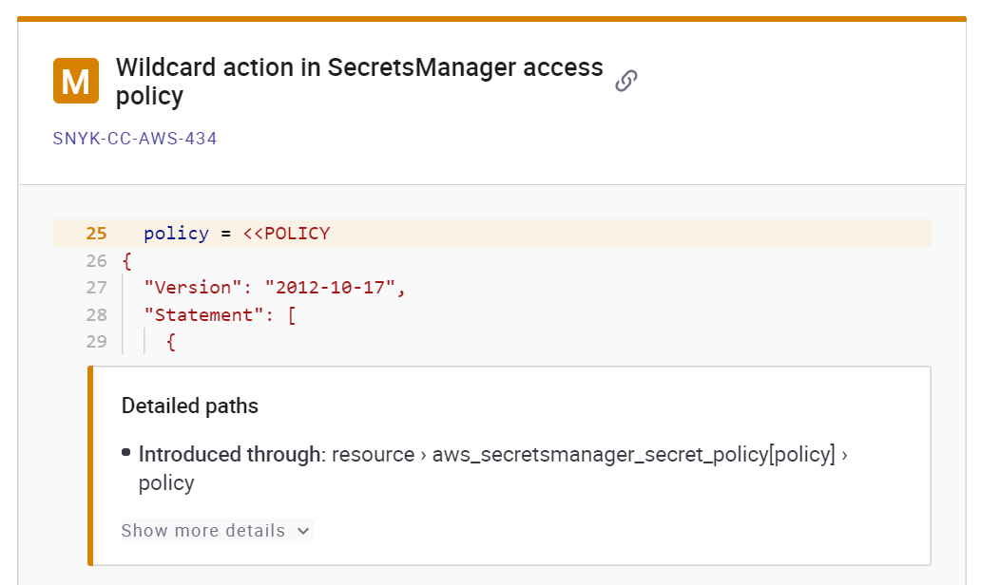 M
Wildcard action in SecretsManager access
policy
SNYK-CC-AWS-434
25 policy = <<POLICY
26 {
27 "Version": "2012-10-17",
28 "Statement": [
29 {
Detailed paths
Introduced through: resource › aws_secretsmanager_secret_policy[policy] ›
policy
Show more details